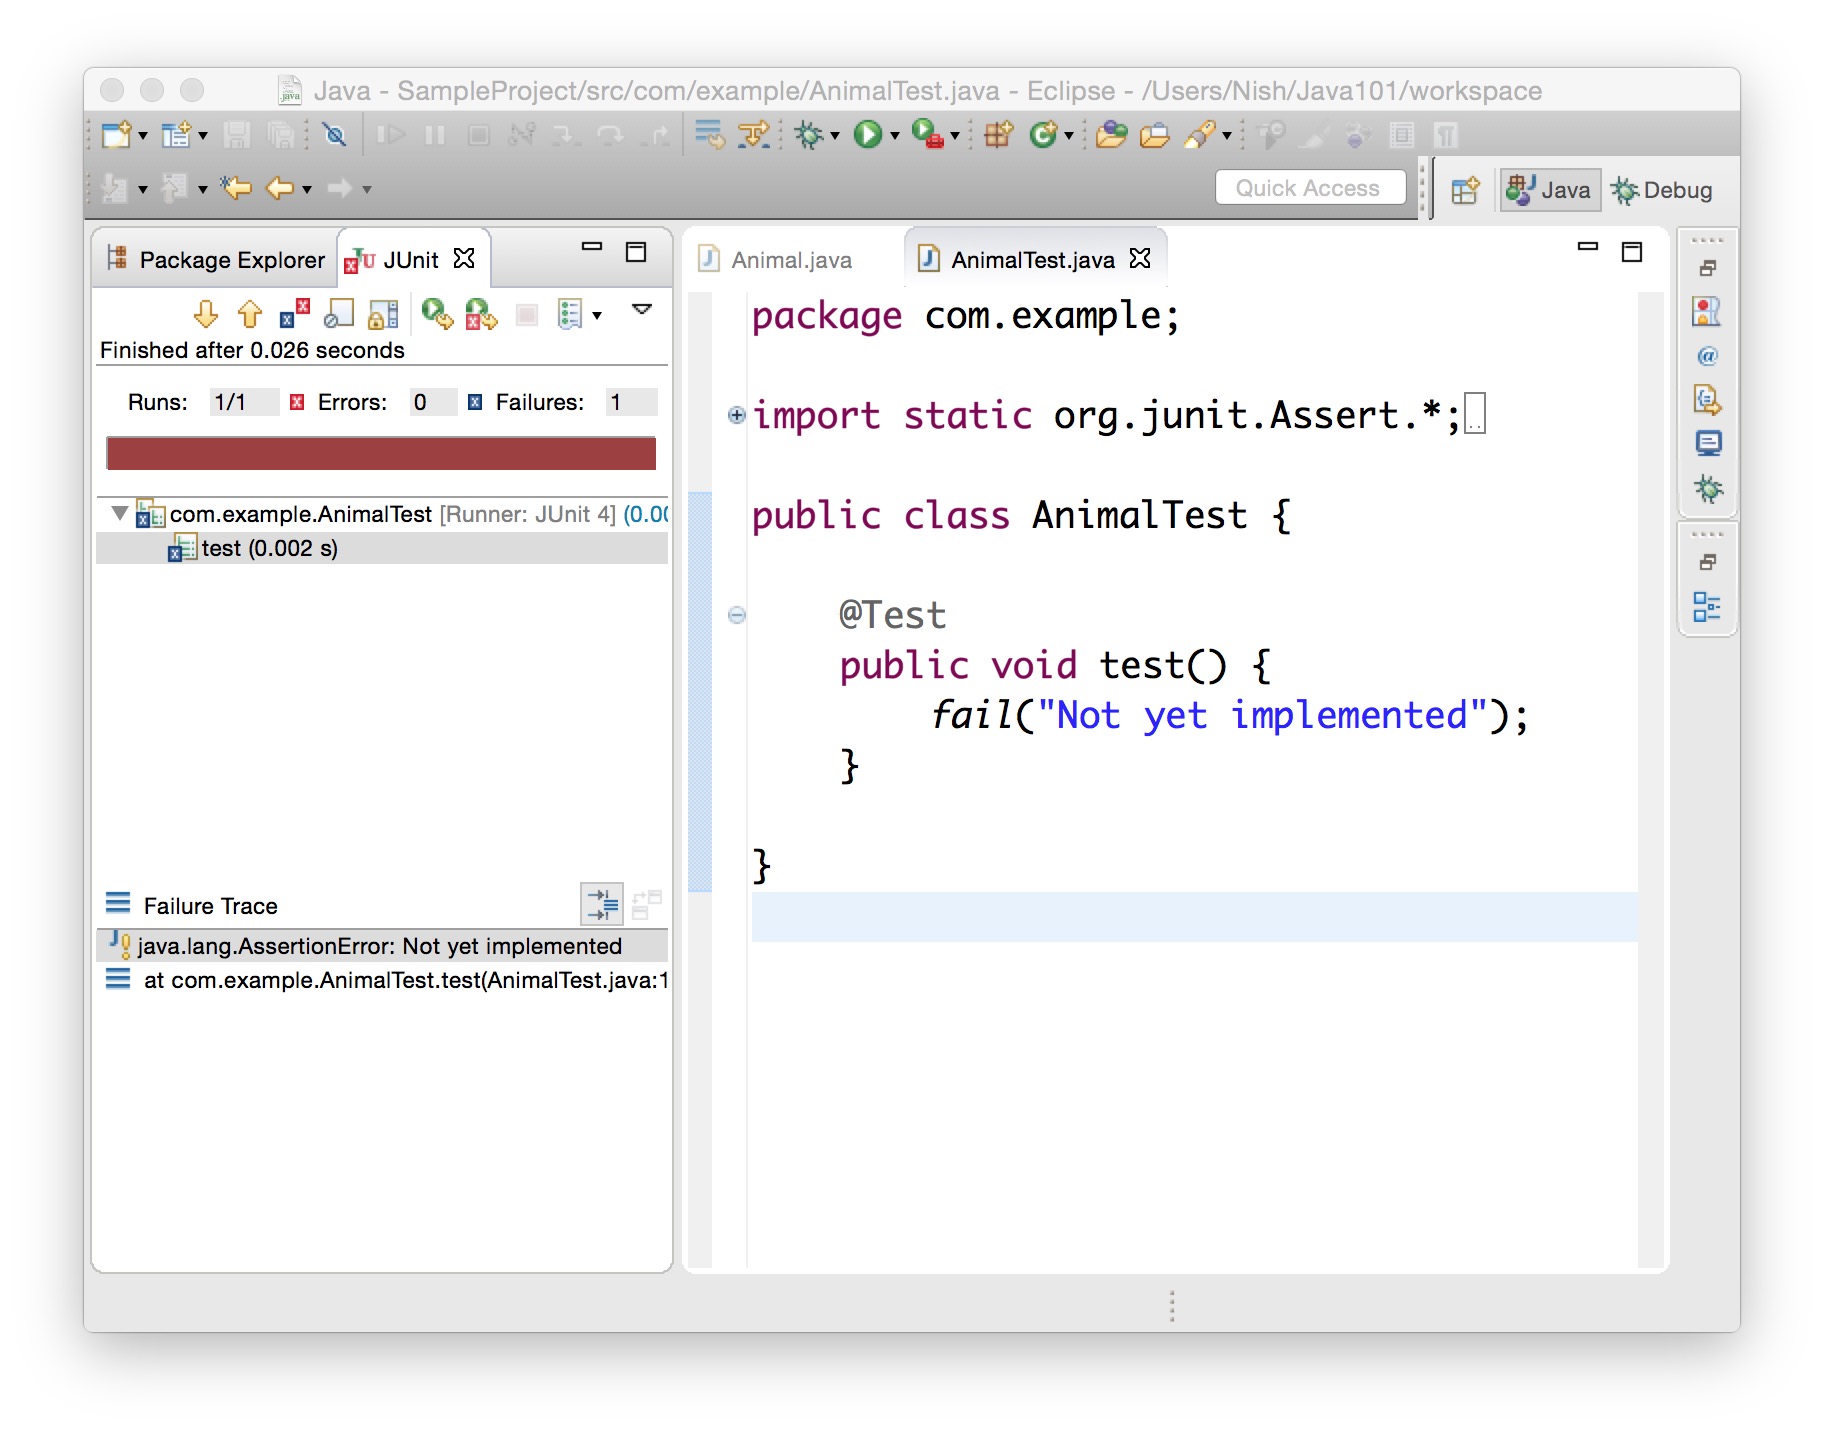 Java - SampleProject/src/com/example/AnimalTest.java - Eclipse - /Users/Nish/Java101/workspace
Quick Access
Java
Debug
Package Explorer
JUnit
Finished after 0.026 seconds
Runs: 1/1 Errors: 0 Failures: 1
com.example.AnimalTest [Runner: JUnit 4] (0.00
test (0.002 s)
Failure Trace
java.lang.AssertionError: Not yet implemented
at com.example.AnimalTest.test(AnimalTest.java:1
Animal.java
AnimalTest.java
package com.example;
import static org.junit.Assert.*;
public class AnimalTest {
@Test
public void test() {
fail("Not yet implemented");
}
}